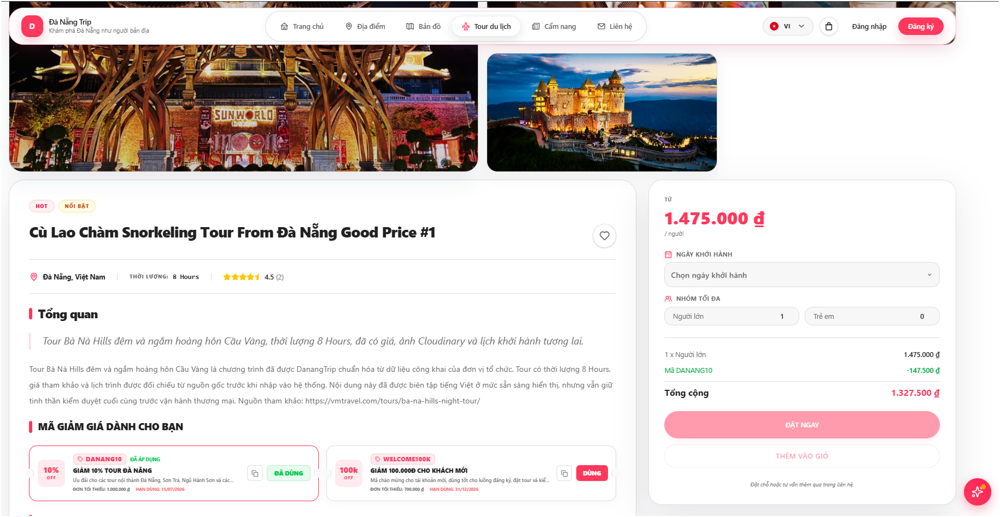 D
Đà Nẵng Trip
Khám phá Đà Nẵng như người bản địa
Trang chủ
Địa điểm
Bản đồ
Tour du lịch
Cẩm nang
Liên hệ
VI
Đăng nhập
Đăng ký
SUNWORLD
HOT
NỔI BẬT
Cù Lao Chàm Snorkeling Tour From Đà Nẵng Good Price #1
Đà Nẵng, Việt Nam
THỜI LƯỢNG: 8 Hours
4.5 (2)
Tổng quan
Tour Bà Nà Hills đêm và ngắm hoàng hôn Cầu Vàng, thời lượng 8 Hours, đã có giá, ảnh Cloudinary và lịch khởi hành tương lai.
Tour Bà Nà Hills đêm và ngắm hoàng hôn Cầu Vàng là chương trình đã được DanangTrip chuẩn hóa từ dữ liệu công khai của đơn vị tổ chức. Tour có thời lượng 8 Hours,
giá tham khảo và lịch trình được đối chiếu từ nguồn gốc trước khi nhập vào hệ thống. Nội dung này đã được biên tập tiếng Việt ở mức sẵn sàng hiển thị, nhưng vẫn giữ
tinh thần kiểm duyệt cuối cùng trước vận hành thương mại. Nguồn tham khảo: https://vmtravel.com/tours/ba-na-hills-night-tour/
MÃ GIẢM GIÁ DÀNH CHO BẠN
10%
OFF
DANANG10
ĐÃ ÁP DỤNG
GIẢM 10% TOUR ĐÀ NẴNG
Ưu đãi cho các tour nội thành Đà Nẵng, Sơn Trà, Ngũ Hành Sơn và các...
ĐƠN TỐI THIỂU: 1.000.000 ₫
HẠN DÙNG: 15/07/2026
ĐÃ DÙNG
100k
OFF
WELCOME100K
GIẢM 100.000Đ CHO KHÁCH MỚI
Mã chào mừng cho tài khoản mới, dùng tốt cho luồng đăng ký, đặt tour và kiể...
ĐƠN TỐI THIỂU: 700.000 ₫
HẠN DÙNG: 31/12/2026
DÙNG
TỪ
1.475.000 ₫
/ người
NGÀY KHỞI HÀNH
Chọn ngày khởi hành
NHÓM TỐI ĐA
Người lớn 1
Trẻ em 0
1 x Người lớn 1.475.000 ₫
Mã DANANG10 -147.500 ₫
Tổng cộng 1.327.500 ₫
ĐẶT NGAY
THÊM VÀO GIỎ
Đặt chỗ hoặc tư vấn thêm qua trang liên hệ.